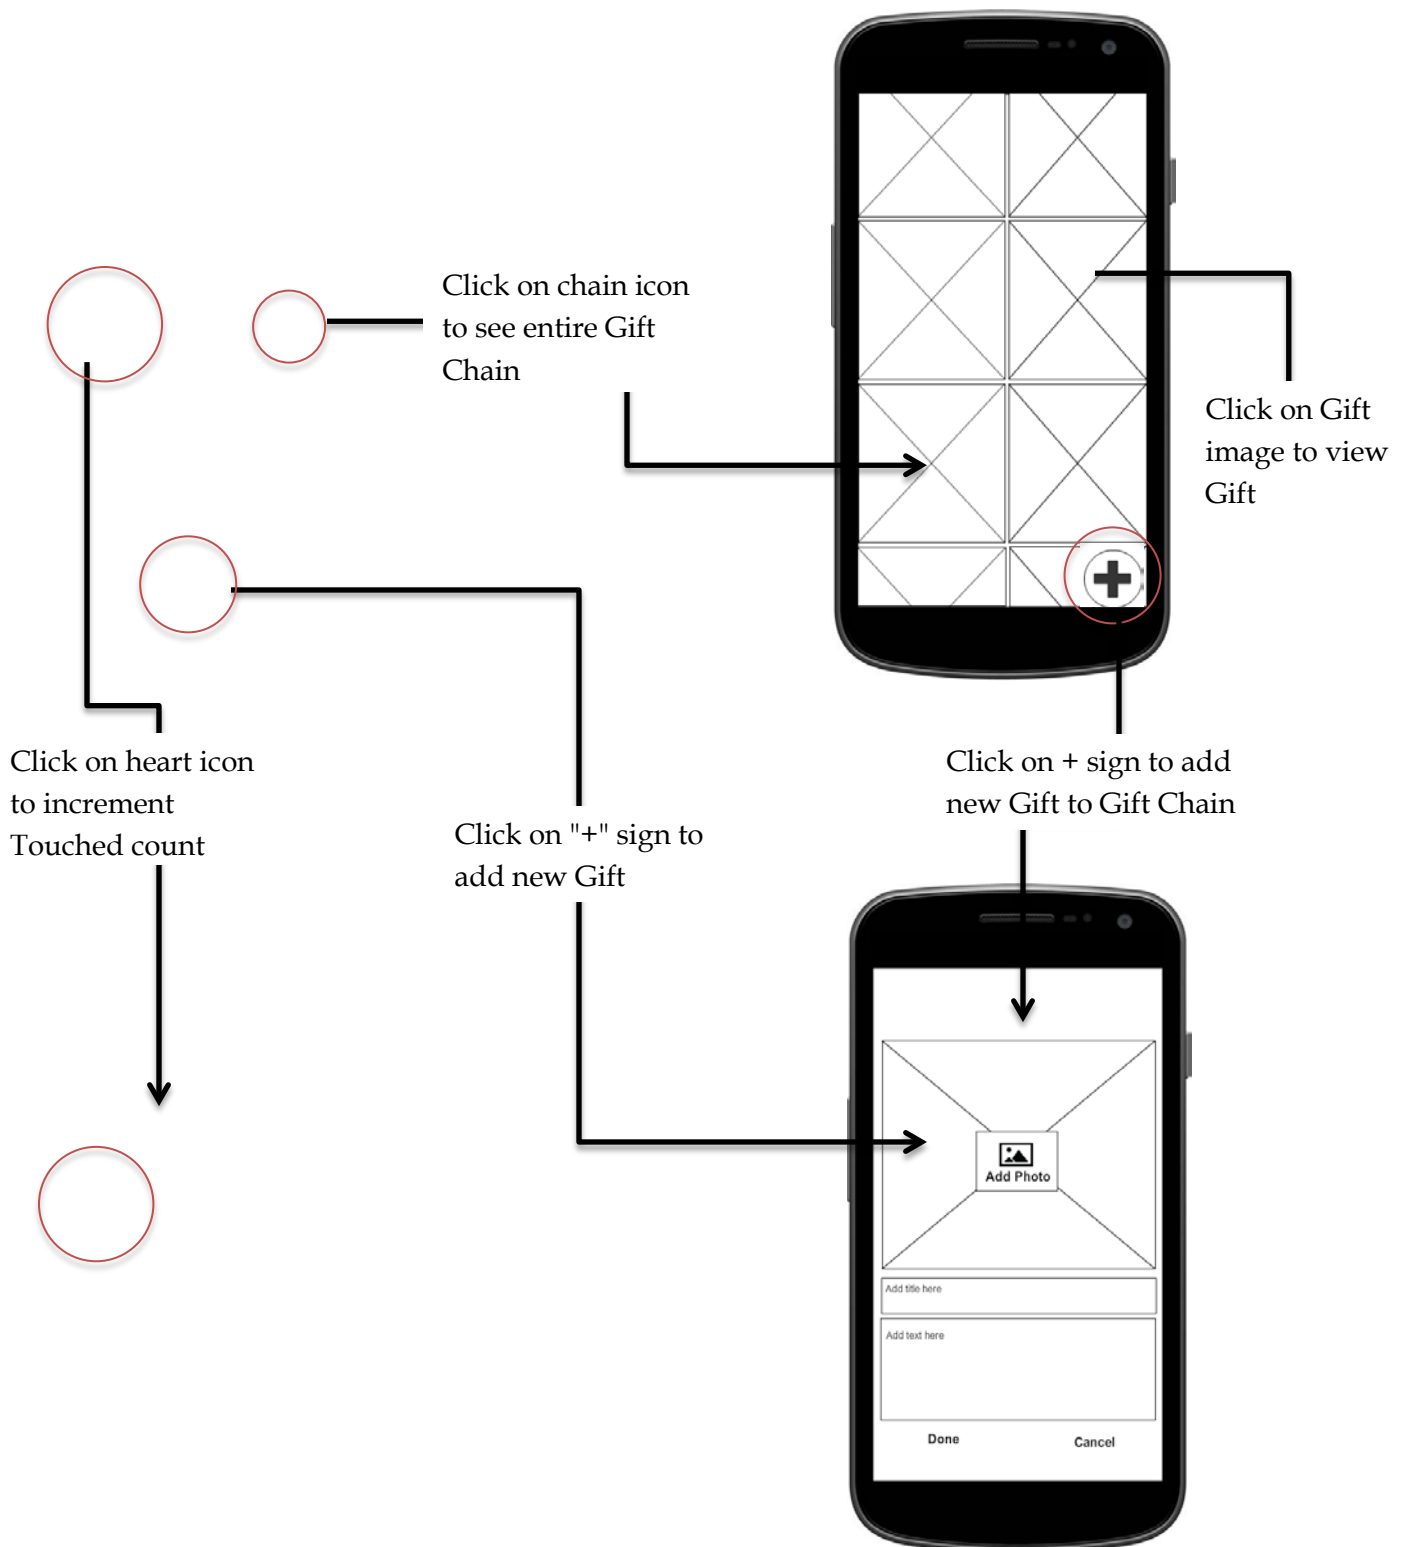 Click on chain icon
to see entire Gift
Chain
Click on Gift
image to view
Gift
Click on heart icon
to increment
Touched count
Click on "+" sign to
add new Gift
Click on + sign to add
new Gift to Gift Chain
Add Photo
Add title here
Add text here
Done
Cancel